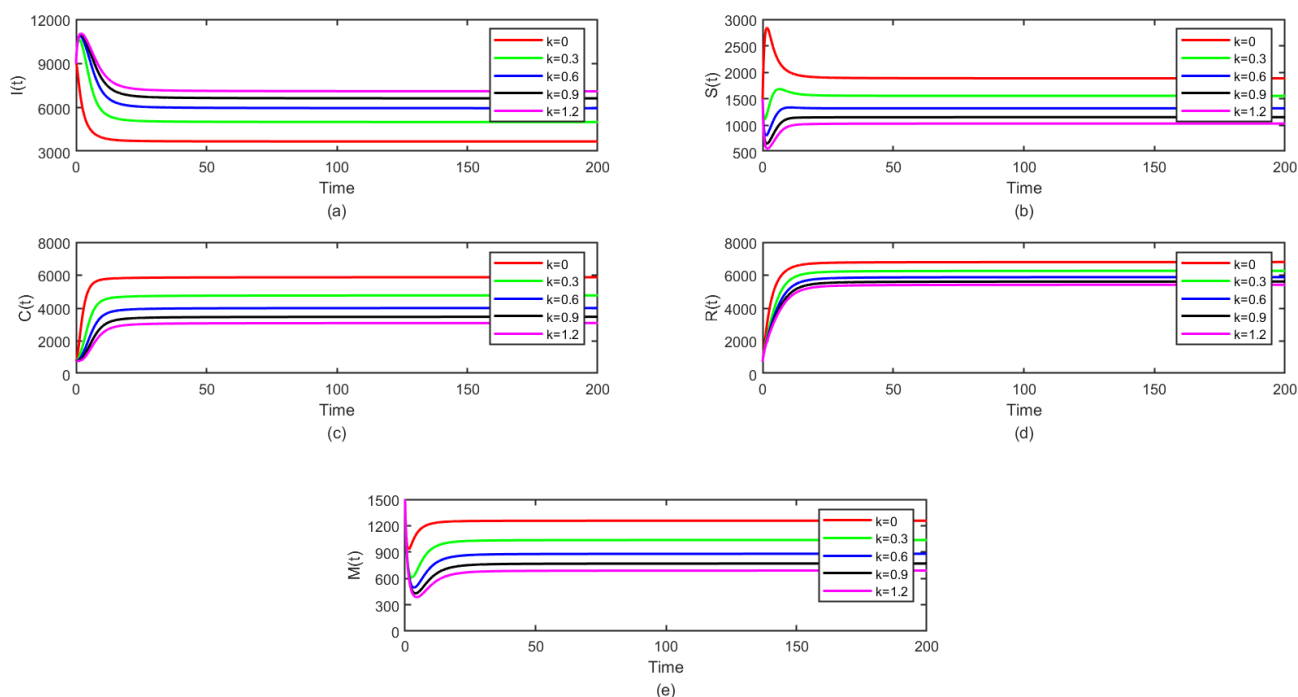 12000
9000
6000
3000
I(t)
k=0
k=0.3
k=0.6
k=0.9
k=1.2
0 50 100 150 200
Time
(a)
3000
2500
2000
1500
1000
500
S(t)
k=0
k=0.3
k=0.6
k=0.9
k=1.2
0 50 100 150 200
Time
(b)
8000
6000
4000
2000
0
C(t)
k=0
k=0.3
k=0.6
k=0.9
k=1.2
0 50 100 150 200
Time
(c)
8000
6000
4000
2000
0
R(t)
k=0
k=0.3
k=0.6
k=0.9
k=1.2
0 50 100 150 200
Time
(d)
1500
1200
900
600
300
0
M(t)
k=0
k=0.3
k=0.6
k=0.9
k=1.2
0 50 100 150 200
Time
(e)